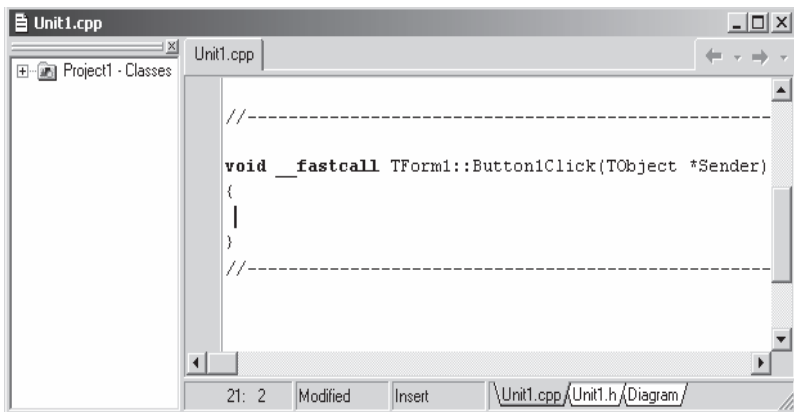 Unit1.cpp
Project1 - Classes
Unit1.cpp
//---------------------------------------------------
void __fastcall TForm1::Button1Click(TObject *Sender)
{
}
//---------------------------------------------------
21: 2 Modified Insert Unit1.cpp Unit1.h Diagram